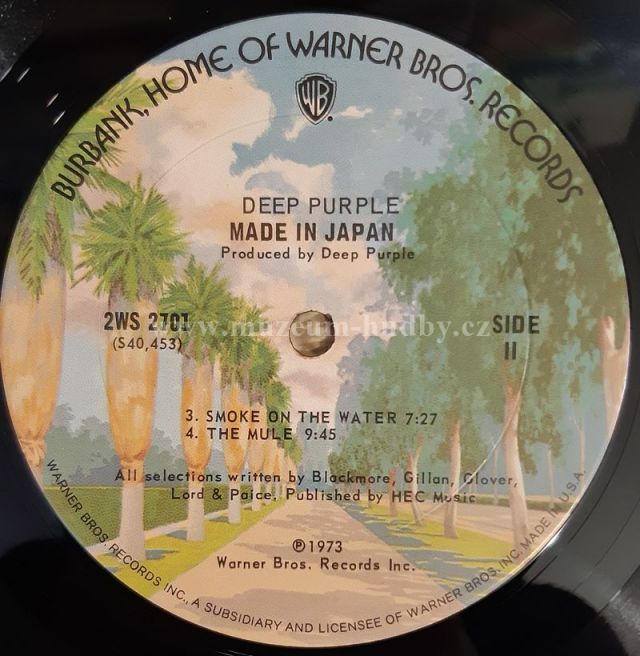 BURBANK, HOME OF WARNER BROS. RECORDS
WB
DEEP PURPLE
MADE IN JAPAN
Produced by Deep Purple
2WS 2701
(S40,453)
SIDE
II
www.muzeum-hudby.cz
3. SMOKE ON THE WATER 7:27
4. THE MULE 9:45
All selections written by Blackmore, Gillan, Glover,
Lord & Paice, Published by HEC Music
℗1973
Warner Bros. Records Inc.
WARNER BROS. RECORDS INC., A SUBSIDIARY AND LICENSEE OF WARNER BROS. INC. MADE IN U.S.A.